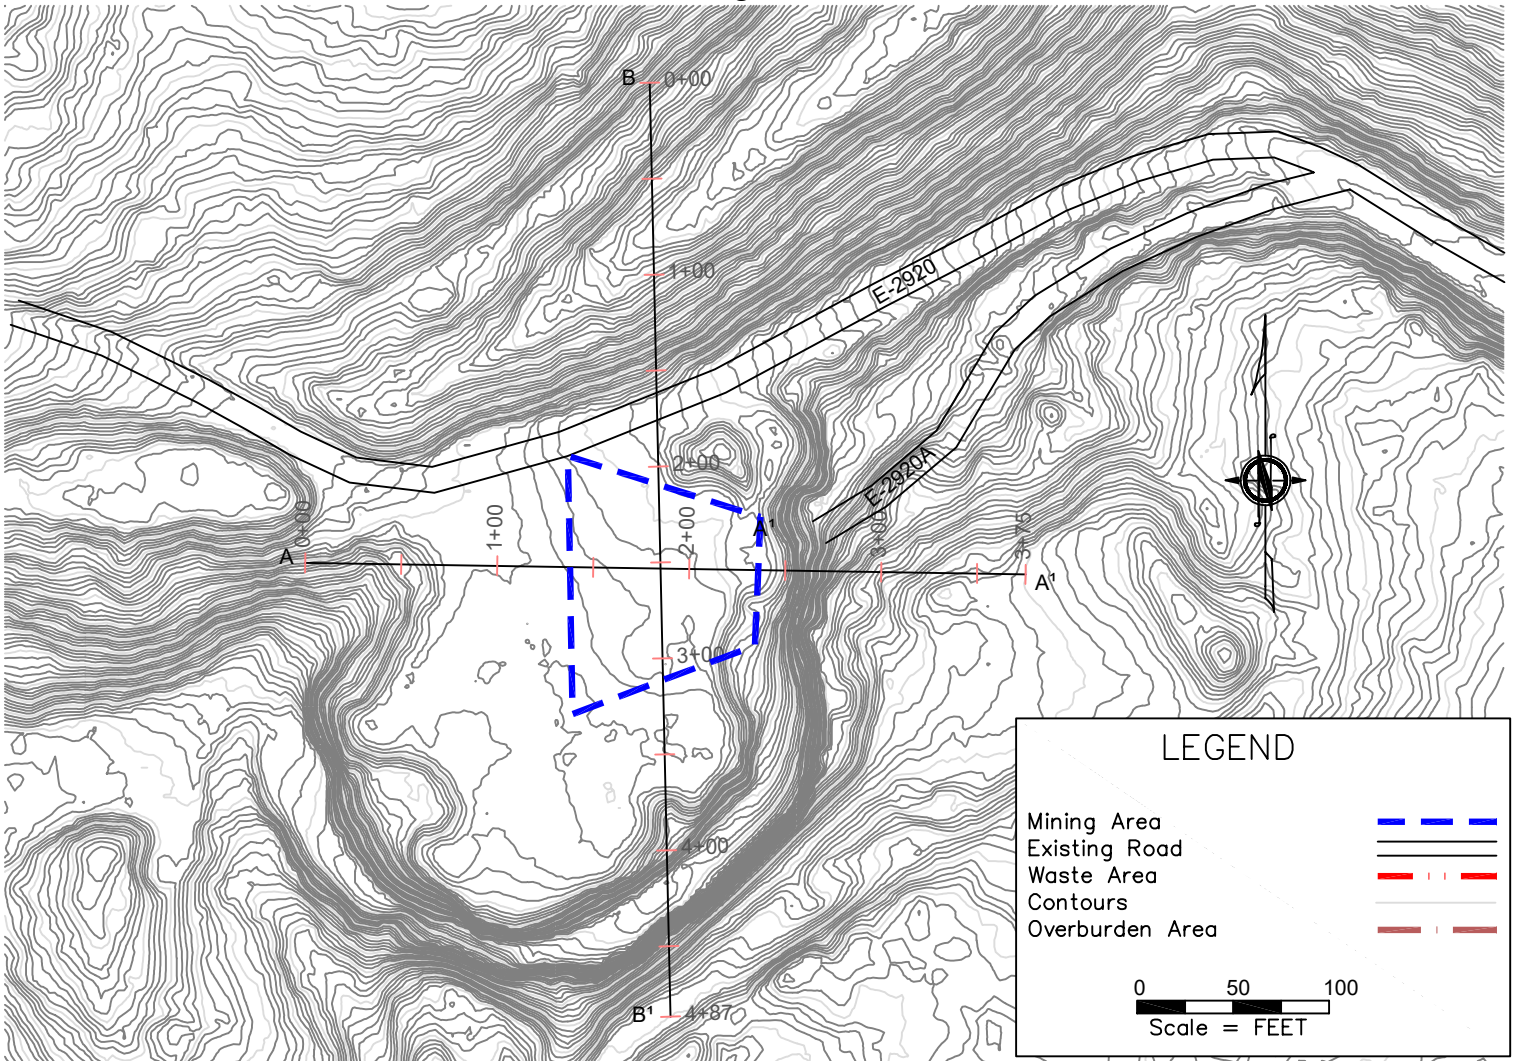 B 0+00
1+00
E-2920
2+00
E-2920A
0+00
1+00
2+00
A¹
3+00
3+75
A
A¹
3+00
4+00
B¹ 4+87
LEGEND
Mining Area
Existing Road
Waste Area
Contours
Overburden Area
0 50 100
Scale = FEET